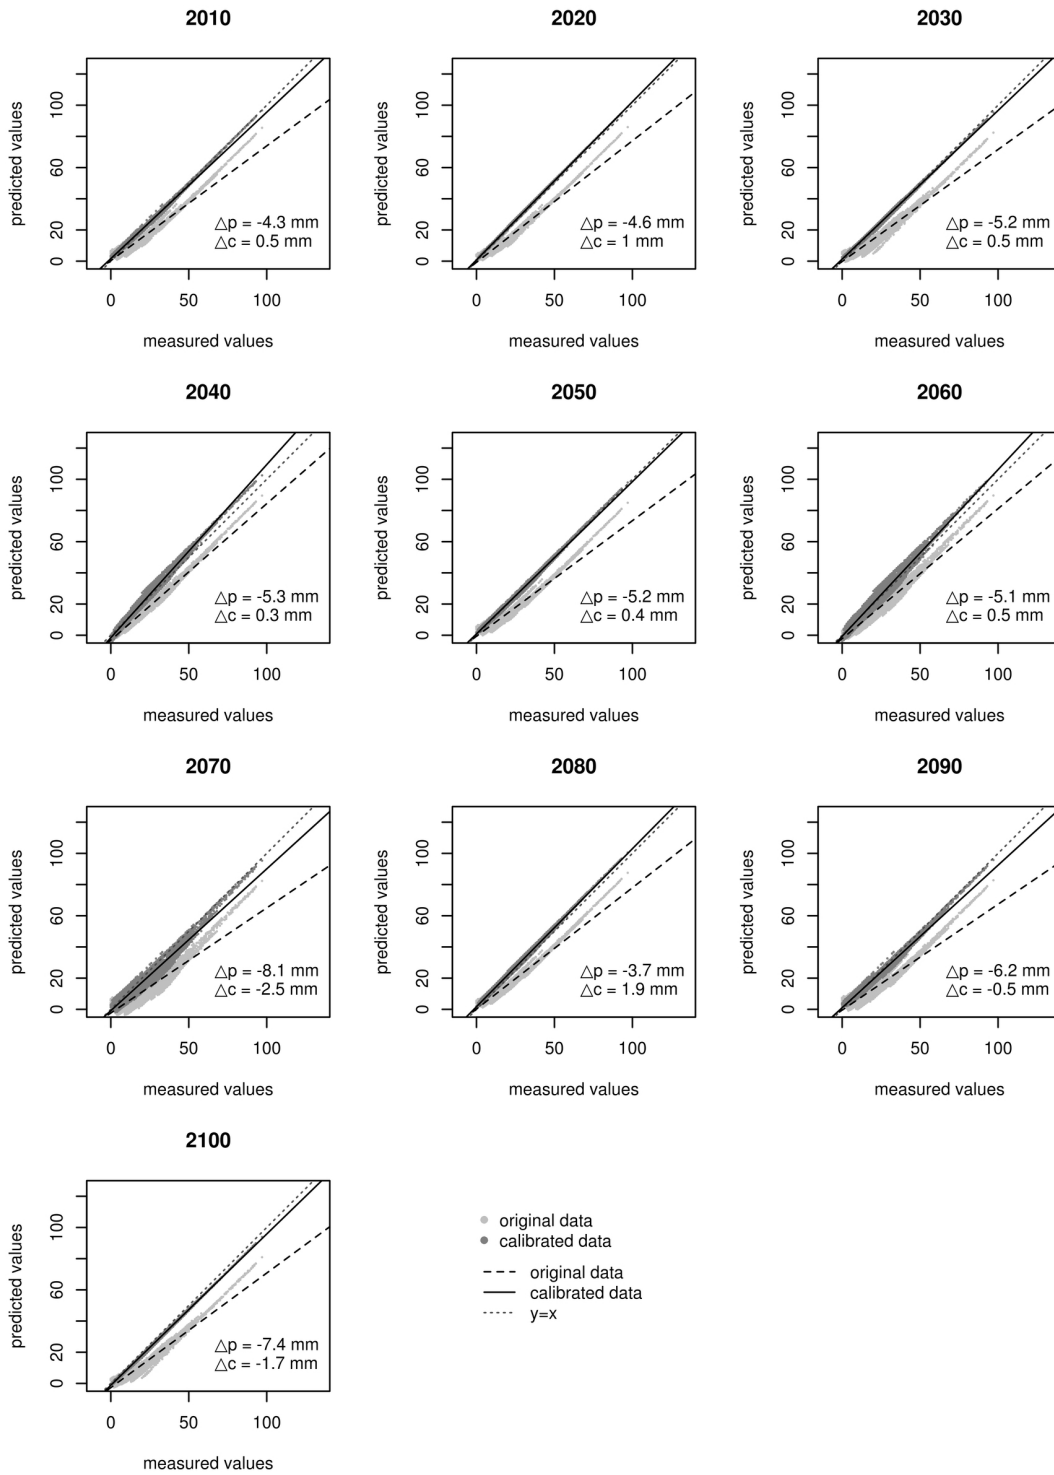 2010
predicted values
0 20 60 100
△p = -4.3 mm
△c = 0.5 mm
0 50 100
measured values
2020
predicted values
0 20 60 100
△p = -4.6 mm
△c = 1 mm
0 50 100
measured values
2030
predicted values
0 20 60 100
△p = -5.2 mm
△c = 0.5 mm
0 50 100
measured values
2040
predicted values
0 20 60 100
△p = -5.3 mm
△c = 0.3 mm
0 50 100
measured values
2050
predicted values
0 20 60 100
△p = -5.2 mm
△c = 0.4 mm
0 50 100
measured values
2060
predicted values
0 20 60 100
△p = -5.1 mm
△c = 0.5 mm
0 50 100
measured values
2070
predicted values
0 20 60 100
△p = -8.1 mm
△c = -2.5 mm
0 50 100
measured values
2080
predicted values
0 20 60 100
△p = -3.7 mm
△c = 1.9 mm
0 50 100
measured values
2090
predicted values
0 20 60 100
△p = -6.2 mm
△c = -0.5 mm
0 50 100
measured values
2100
predicted values
0 20 60 100
△p = -7.4 mm
△c = -1.7 mm
0 50 100
measured values
original data
calibrated data
original data
calibrated data
y=x